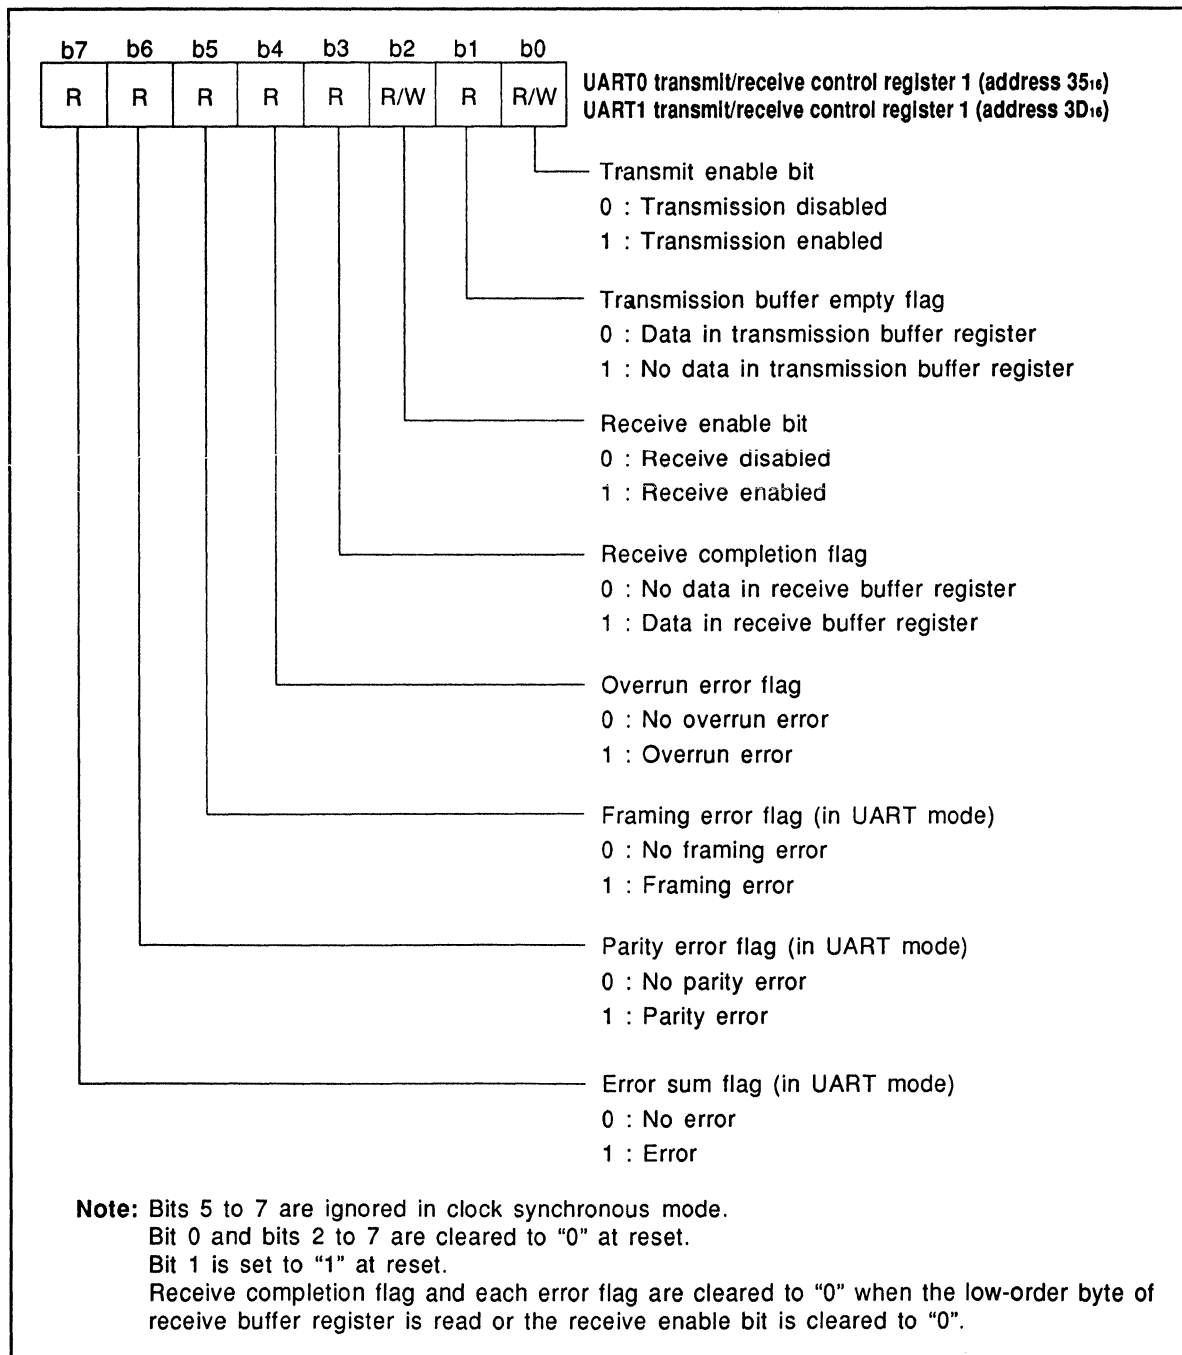 b7 b6 b5 b4 b3 b2 b1 b0
R R R R R R/W R R/W
UART0 transmit/receive control register 1 (address 35₁₆)
UART1 transmit/receive control register 1 (address 3D₁₆)
Transmit enable bit
0 : Transmission disabled
1 : Transmission enabled
Transmission buffer empty flag
0 : Data in transmission buffer register
1 : No data in transmission buffer register
Receive enable bit
0 : Receive disabled
1 : Receive enabled
Receive completion flag
0 : No data in receive buffer register
1 : Data in receive buffer register
Overrun error flag
0 : No overrun error
1 : Overrun error
Framing error flag (in UART mode)
0 : No framing error
1 : Framing error
Parity error flag (in UART mode)
0 : No parity error
1 : Parity error
Error sum flag (in UART mode)
0 : No error
1 : Error
Note: Bits 5 to 7 are ignored in clock synchronous mode.
Bit 0 and bits 2 to 7 are cleared to “0” at reset.
Bit 1 is set to “1” at reset.
Receive completion flag and each error flag are cleared to “0” when the low-order byte of
receive buffer register is read or the receive enable bit is cleared to “0”.